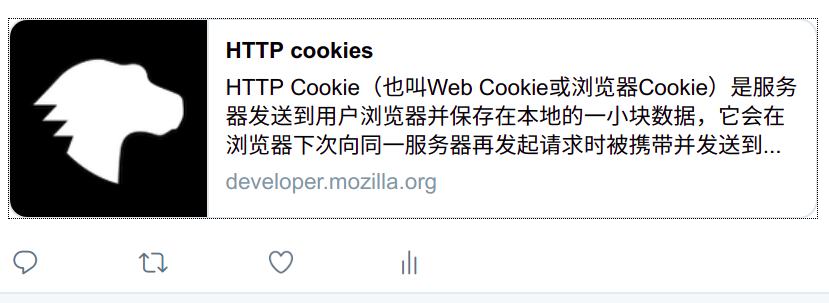 HTTP cookies
HTTP Cookie（也叫Web Cookie或浏览器Cookie）是服务
器发送到用户浏览器并保存在本地的一小块数据，它会在
浏览器下次向同一服务器再发起请求时被携带并发送到...
developer.mozilla.org